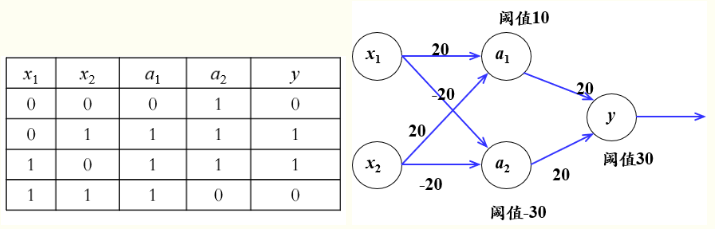 x₁ x₂ a₁ a₂ y
0 0 0 1 0
0 1 1 1 1
1 0 1 1 1
1 1 1 0 0
阈值10
x₁ 20 a₁
-20 20
y
20
阈值30
x₂ -20 a₂ 20
阈值-30